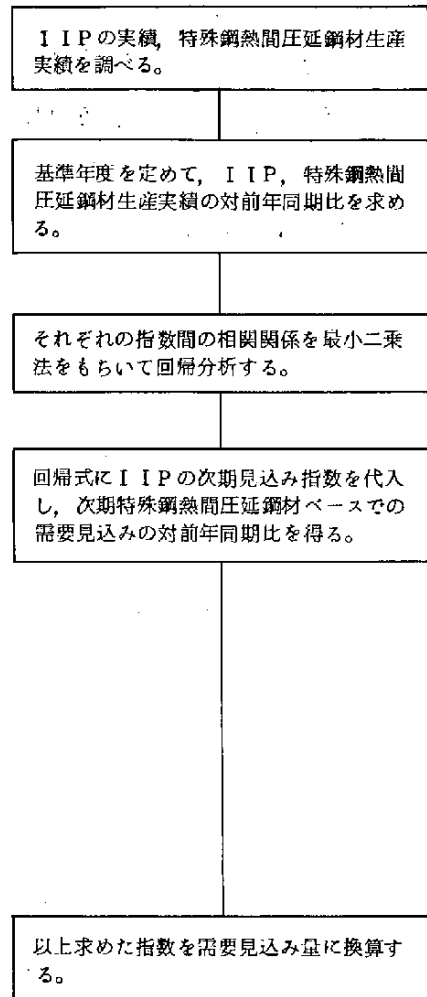 ＩＩＰの実績，特殊鋼熱間圧延鋼材生産
実績を調べる。
基準年度を定めて，ＩＩＰ，特殊鋼熱間
圧延鋼材生産実績の対前年同期比を求め
る。
それぞれの指数間の相関関係を最小二乗
法をもちいて回帰分析する。
回帰式にＩＩＰの次期見込み指数を代入
し，次期特殊鋼熱間圧延鋼材ベースでの
需要見込みの対前年同期比を得る。
以上求めた指数を需要見込み量に換算す
る。